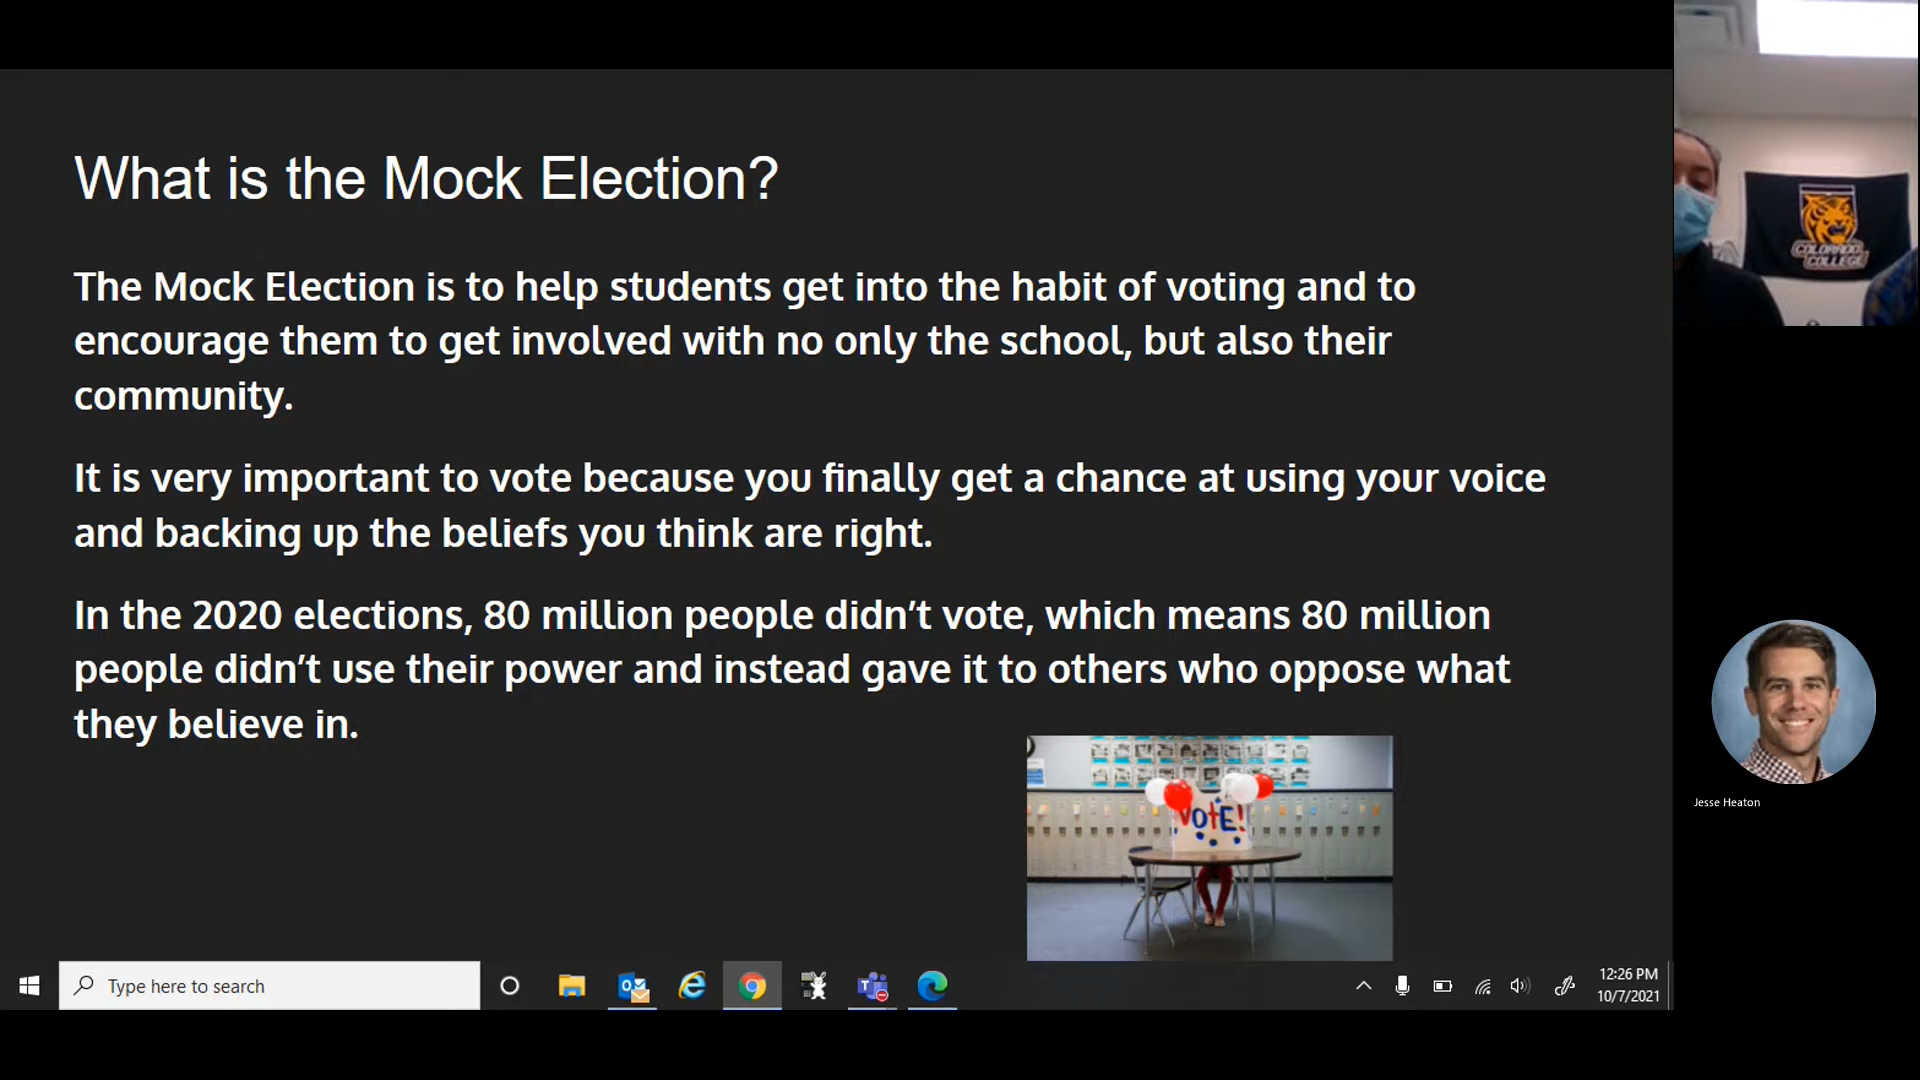 What is the Mock Election?
The Mock Election is to help students get into the habit of voting and to
encourage them to get involved with no only the school, but also their
community.
It is very important to vote because you finally get a chance at using your voice
and backing up the beliefs you think are right.
In the 2020 elections, 80 million people didn't vote, which means 80 million
people didn't use their power and instead gave it to others who oppose what
they believe in.
VOTE!
COLORADO
COLLEGE
Jesse Heaton
Type here to search
12:26 PM
10/7/2021